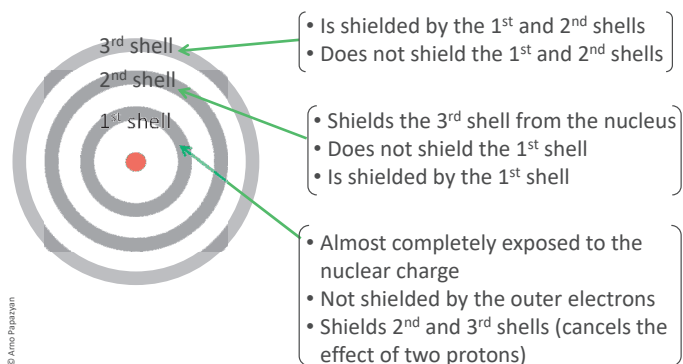 3rd shell
2nd shell
1st shell
• Is shielded by the 1st and 2nd shells
• Does not shield the 1st and 2nd shells
• Shields the 3rd shell from the nucleus
• Does not shield the 1st shell
• Is shielded by the 1st shell
• Almost completely exposed to the
nuclear charge
• Not shielded by the outer electrons
• Shields 2nd and 3rd shells (cancels the
effect of two protons)
© Arno Papazyan